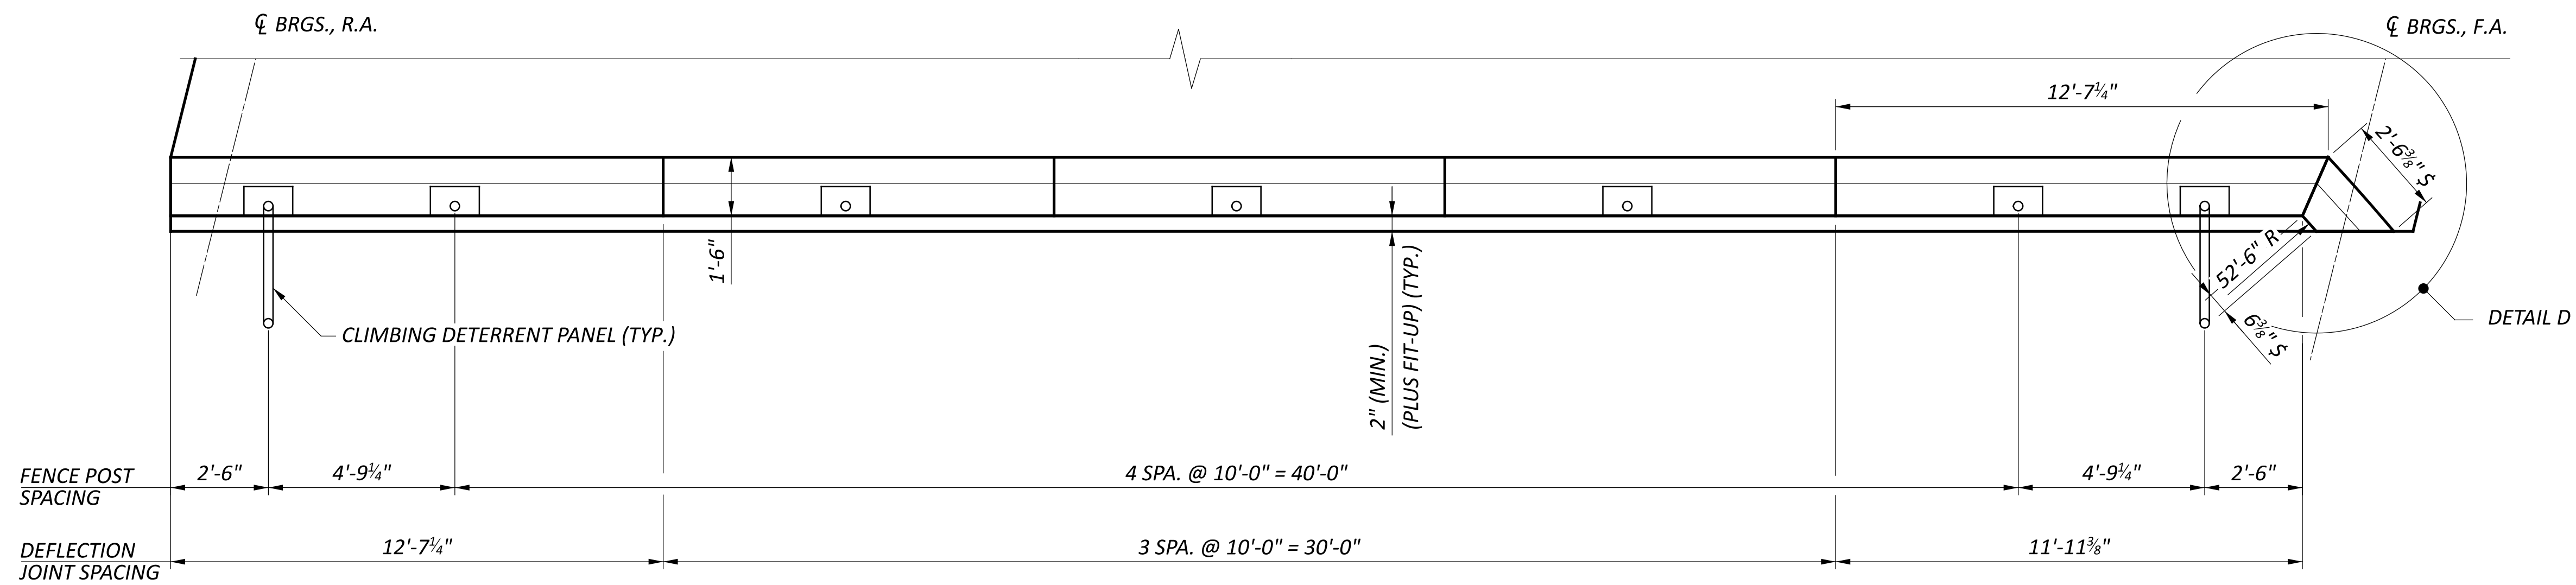 ℄ BRGS., R.A.
℄ BRGS., F.A.
12'-7¼"
2'-6⅜" $
1'-6"
52'-6" R
6⅜" $
DETAIL D
CLIMBING DETERRENT PANEL (TYP.)
2" (MIN.)
(PLUS FIT-UP) (TYP.)
FENCE POST
SPACING
2'-6"
4'-9¼"
4 SPA. @ 10'-0" = 40'-0"
4'-9¼"
2'-6"
DEFLECTION
JOINT SPACING
12'-7¼"
3 SPA. @ 10'-0" = 30'-0"
11'-11⅜"